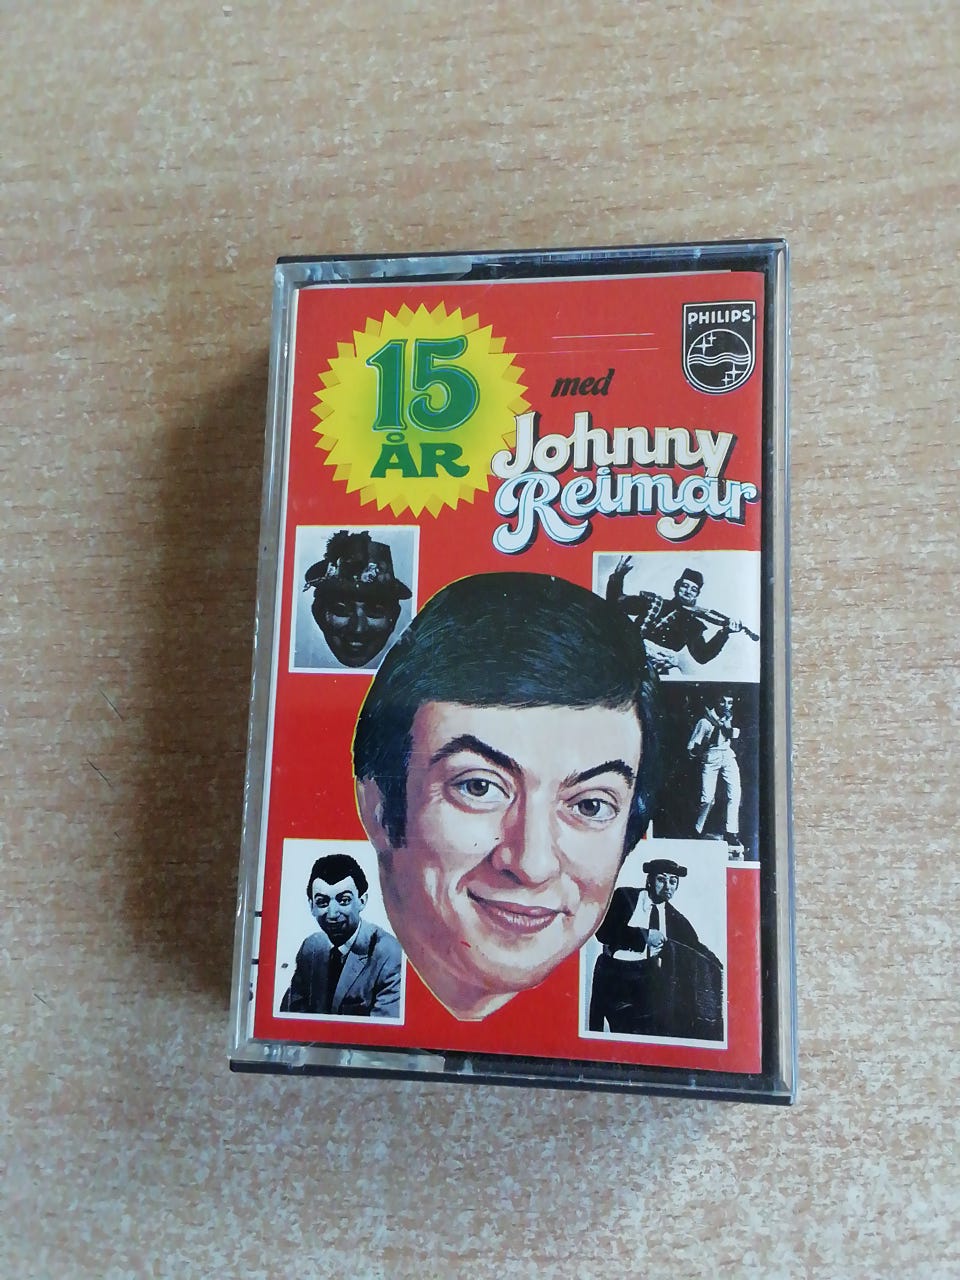 15
ÅR
med
Johnny
Reimar
PHILIPS